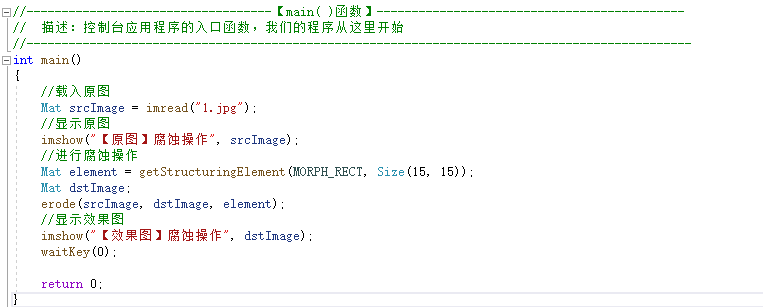 //-----------------------------------【main( )函数】--------------------------------------------
//  描述：控制台应用程序的入口函数，我们的程序从这里开始
//-----------------------------------------------------------------------------------------------
int main()
{
    //载入原图
    Mat srcImage = imread("1.jpg");
    //显示原图
    imshow("【原图】腐蚀操作", srcImage);
    //进行腐蚀操作
    Mat element = getStructuringElement(MORPH_RECT, Size(15, 15));
    Mat dstImage;
    erode(srcImage, dstImage, element);
    //显示效果图
    imshow("【效果图】腐蚀操作", dstImage);
    waitKey(0);
    return 0;
}